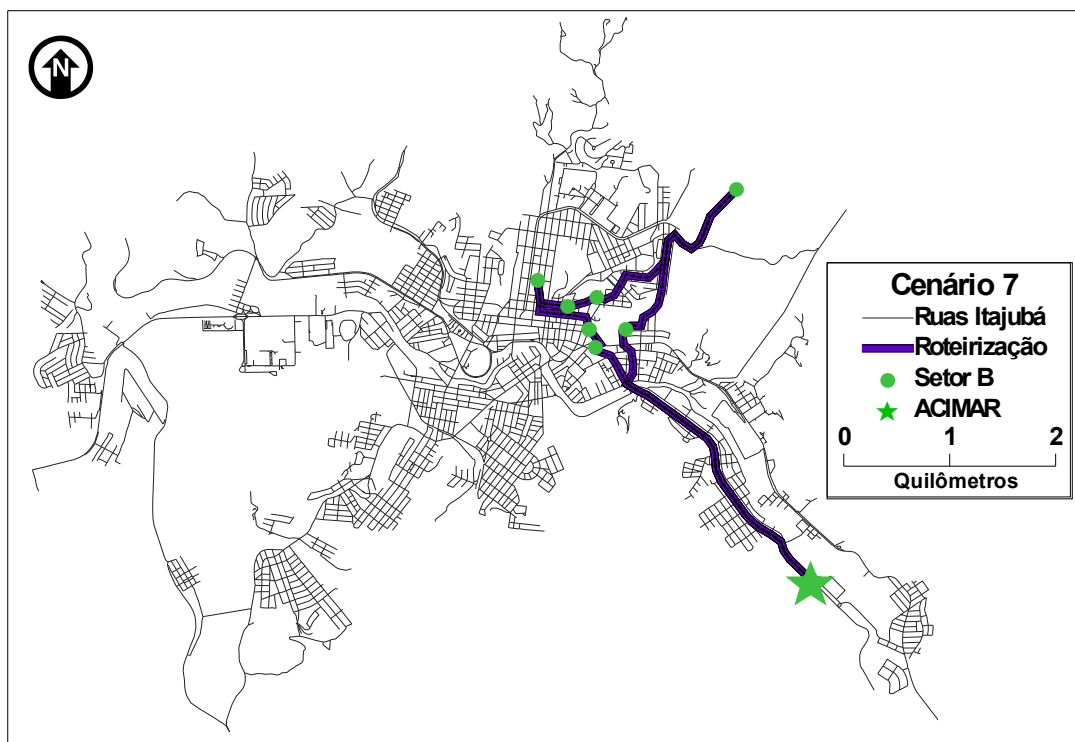 N
Cenário 7
Ruas Itajubá
Roteirização
Setor B
ACIMAR
0 1 2
Quilômetros